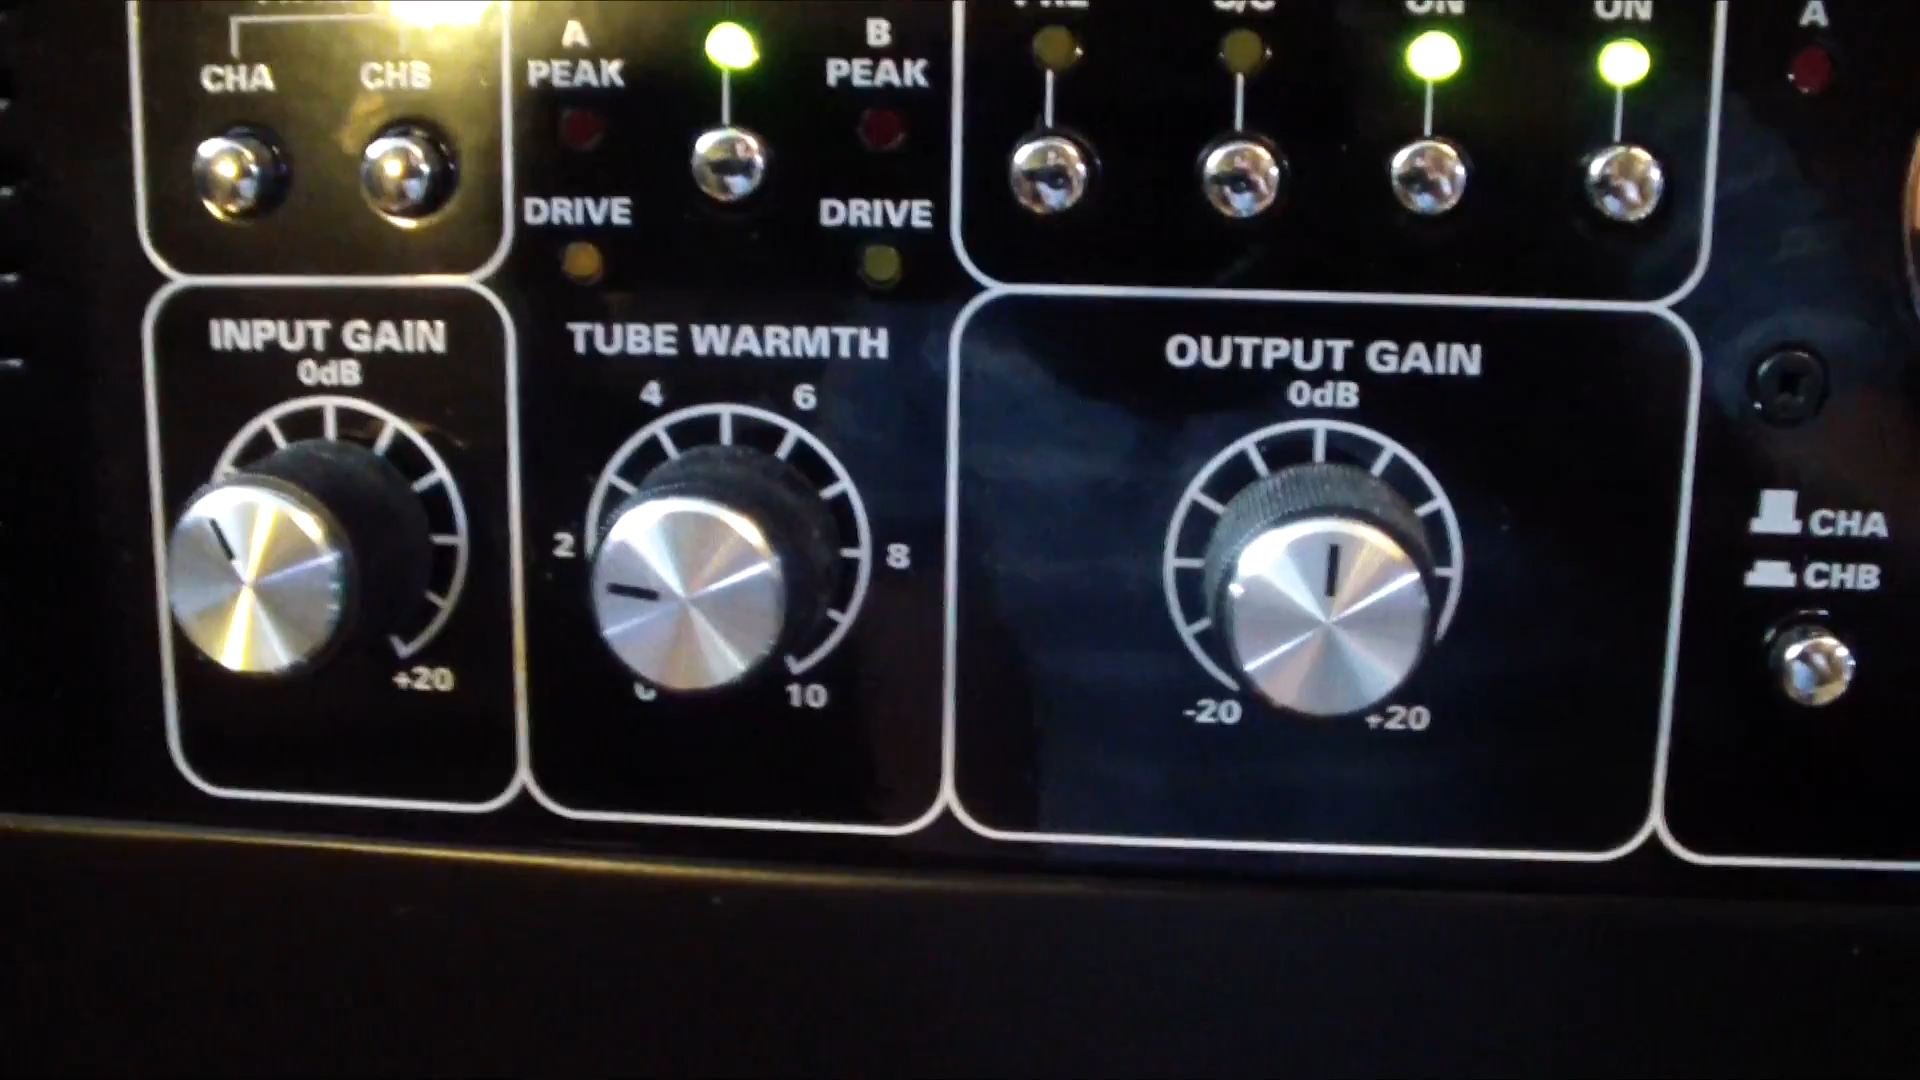 ON
ON
A
A
B
CHA
CHB
PEAK
PEAK
DRIVE
DRIVE
INPUT GAIN
0dB
+20
TUBE WARMTH
4
6
2
8
10
OUTPUT GAIN
0dB
-20
+20
CHA
CHB